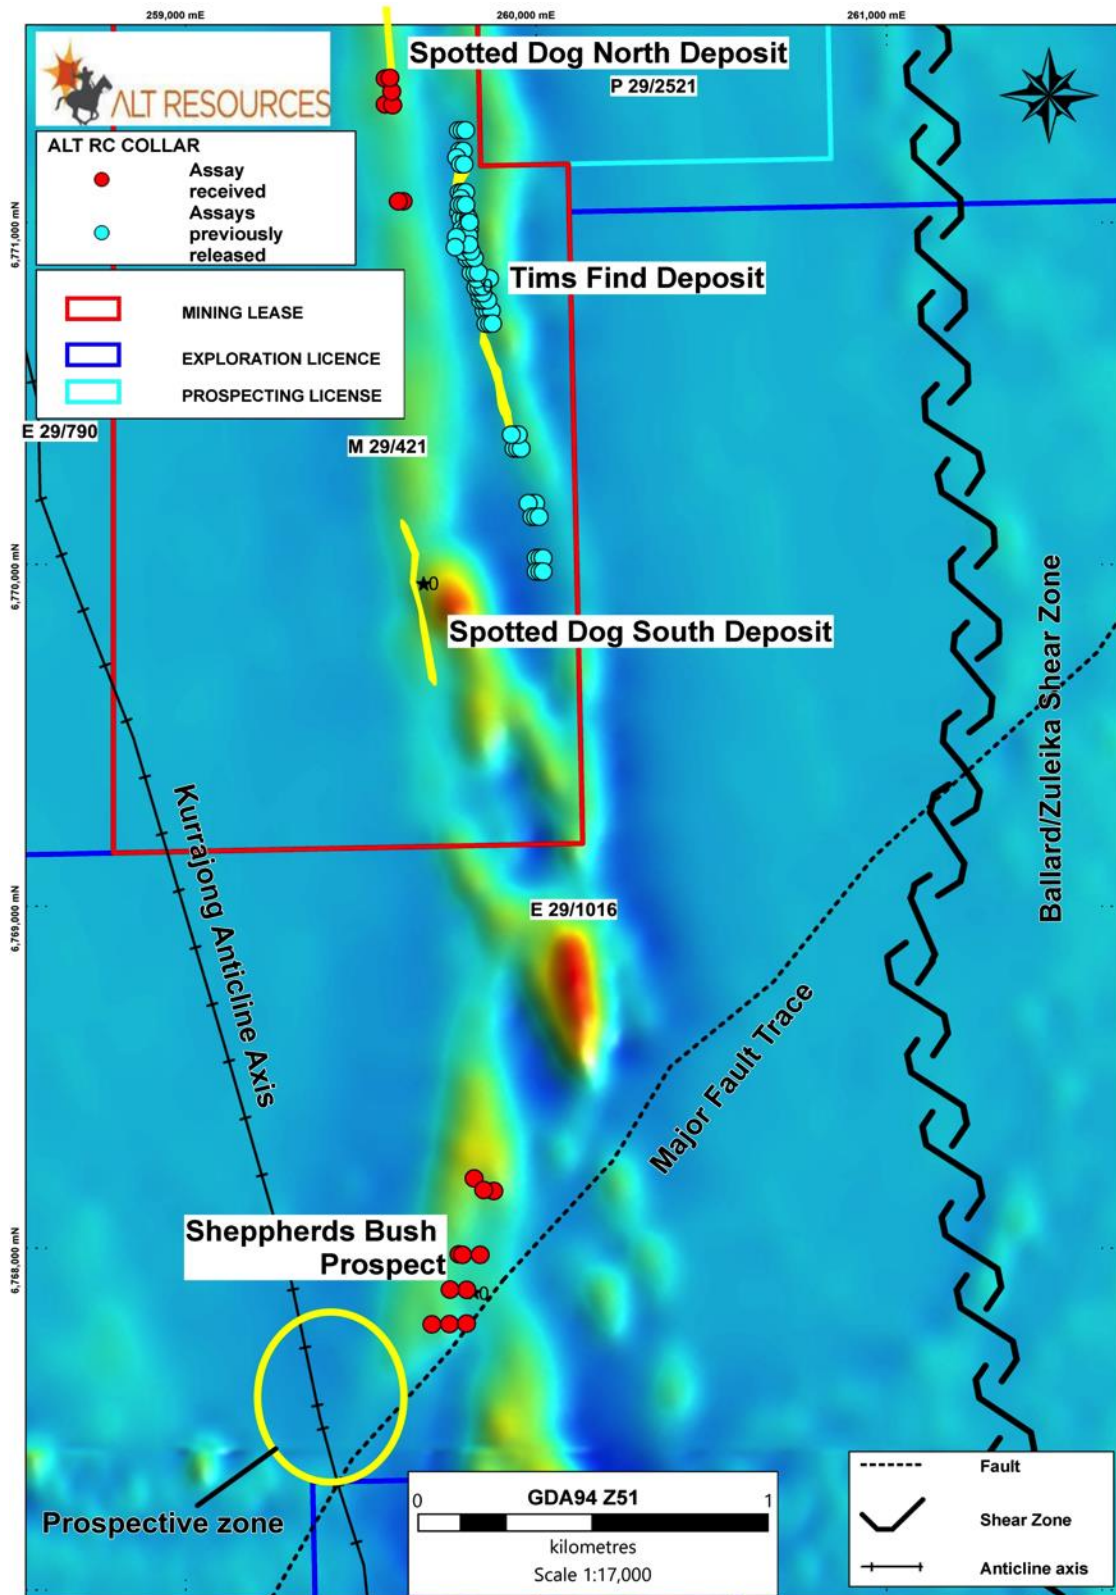 259,000 mE
260,000 mE
261,000 mE
ALT RESOURCES
Spotted Dog North Deposit
P 29/2521
ALT RC COLLAR
Assay
received
Assays
previously
released
6,771,000 mN
Tims Find Deposit
MINING LEASE
EXPLORATION LICENCE
PROSPECTING LICENSE
E 29/790
M 29/421
6,770,000 mN
0
Spotted Dog South Deposit
Ballard/Zuleika Shear Zone
Kurrajong Anticline Axis
E 29/1016
6,769,000 mN
Major Fault Trace
Sheppherds Bush
Prospect
6,768,000 mN
0
Prospective zone
0
GDA94 Z51
1
kilometres
Scale 1:17,000
Fault
Shear Zone
Anticline axis